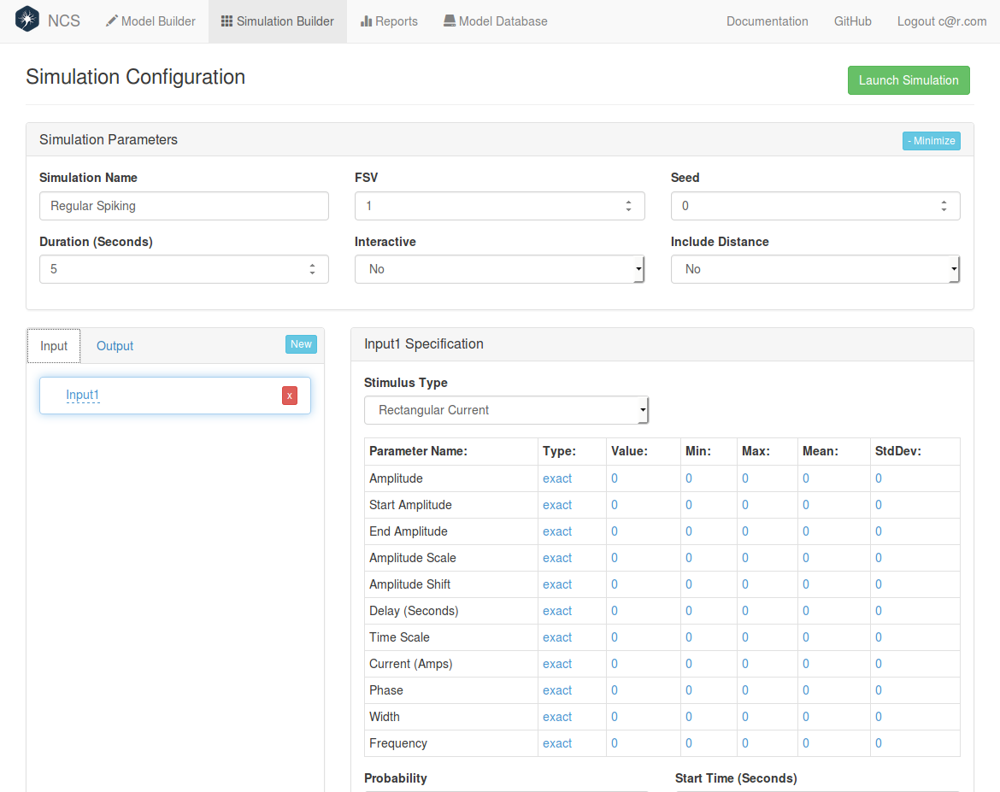 NCS Model Builder Simulation Builder Reports Model Database Documentation GitHub Logout c@r.com
Simulation Configuration
Launch Simulation
Simulation Parameters
- Minimize
Simulation Name FSV Seed
Regular Spiking 1 0
Duration (Seconds) Interactive Include Distance
5 No No
Input Output New
Input1 x
Input1 Specification
Stimulus Type
Rectangular Current
Parameter Name: Type: Value: Min: Max: Mean: StdDev:
Amplitude exact 0 0 0 0 0
Start Amplitude exact 0 0 0 0 0
End Amplitude exact 0 0 0 0 0
Amplitude Scale exact 0 0 0 0 0
Amplitude Shift exact 0 0 0 0 0
Delay (Seconds) exact 0 0 0 0 0
Time Scale exact 0 0 0 0 0
Current (Amps) exact 0 0 0 0 0
Phase exact 0 0 0 0 0
Width exact 0 0 0 0 0
Frequency exact 0 0 0 0 0
Probability Start Time (Seconds)